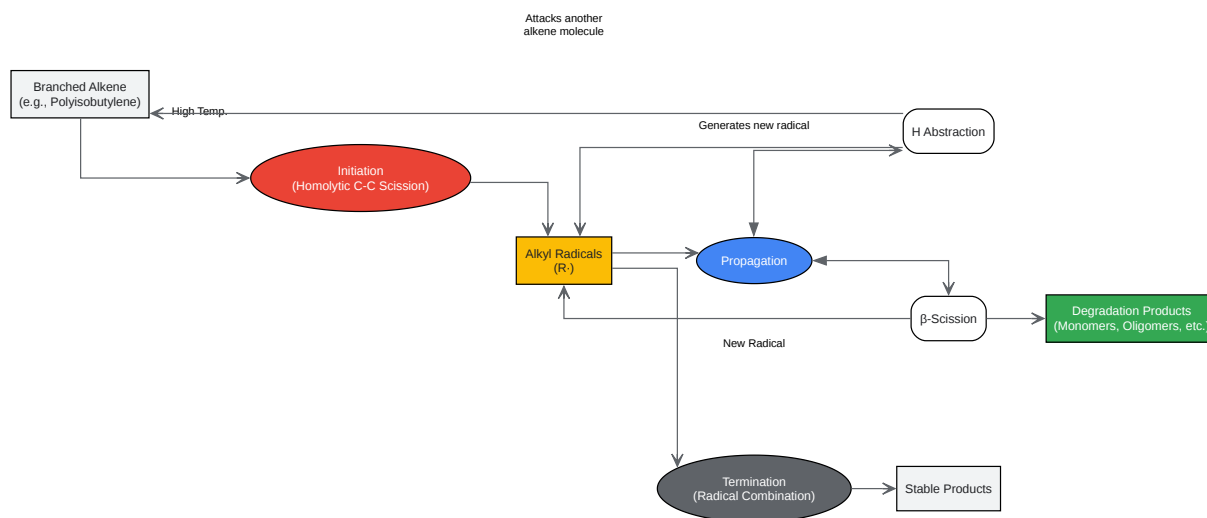 Attacks another
alkene molecule
Branched Alkene
(e.g., Polyisobutylene)
High Temp.
Generates new radical
H Abstraction
Initiation
(Homolytic C-C Scission)
Alkyl Radicals
(R·)
Propagation
β-Scission
Degradation Products
(Monomers, Oligomers, etc.)
New Radical
Termination
(Radical Combination)
Stable Products